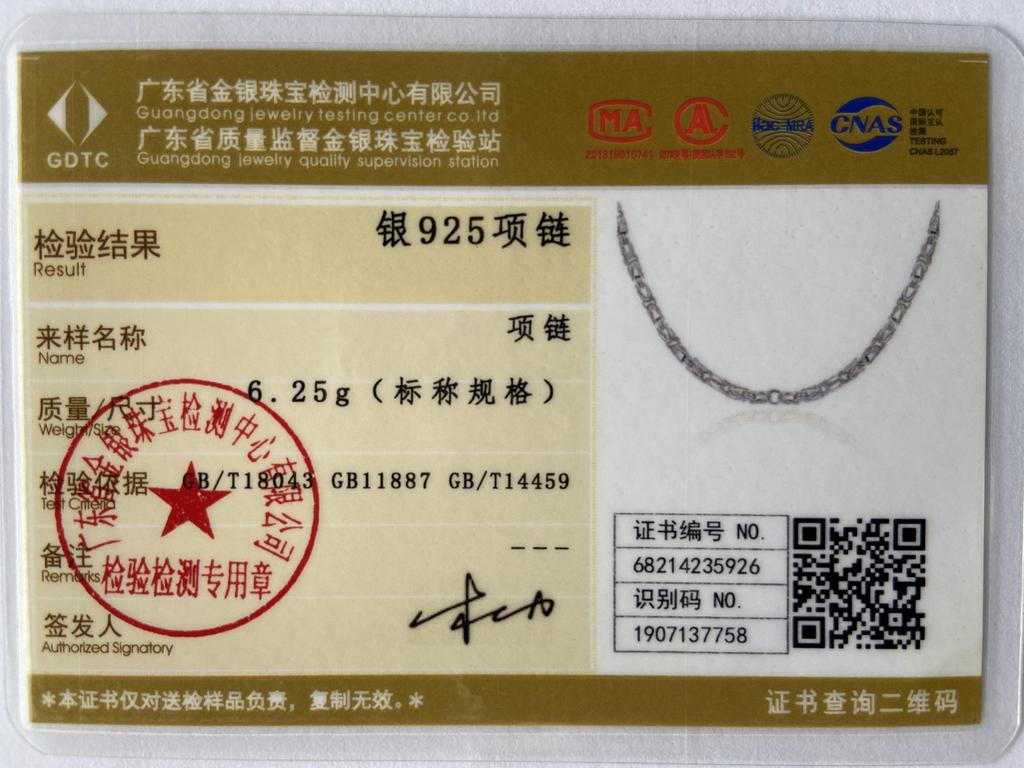 广东省金银珠宝检测中心有限公司
Guangdong jewelry testing center co.ltd
广东省质量监督金银珠宝检验站
Guangdong jewelry quality supervision station
GDTC
MA
201819010741
AL
ilac-MRA
CNAS
中国认可
国际互认
检测
TESTING
CNAS L2087
检验结果
Result
银925项链
来样名称
Name
项链
质量/尺寸
Weight/Size
6.25g（标称规格）
检验依据
Test Criteria
GB/T18043 GB11887 GB/T14459
备注
Remarks
---
签发人
Authorized Signatory
广东省金银珠宝检测中心有限公司
检验检测专用章
证书编号 NO.
68214235926
识别码 NO.
1907137758
*本证书仅对送检样品负责，复制无效。*
证书查询二维码